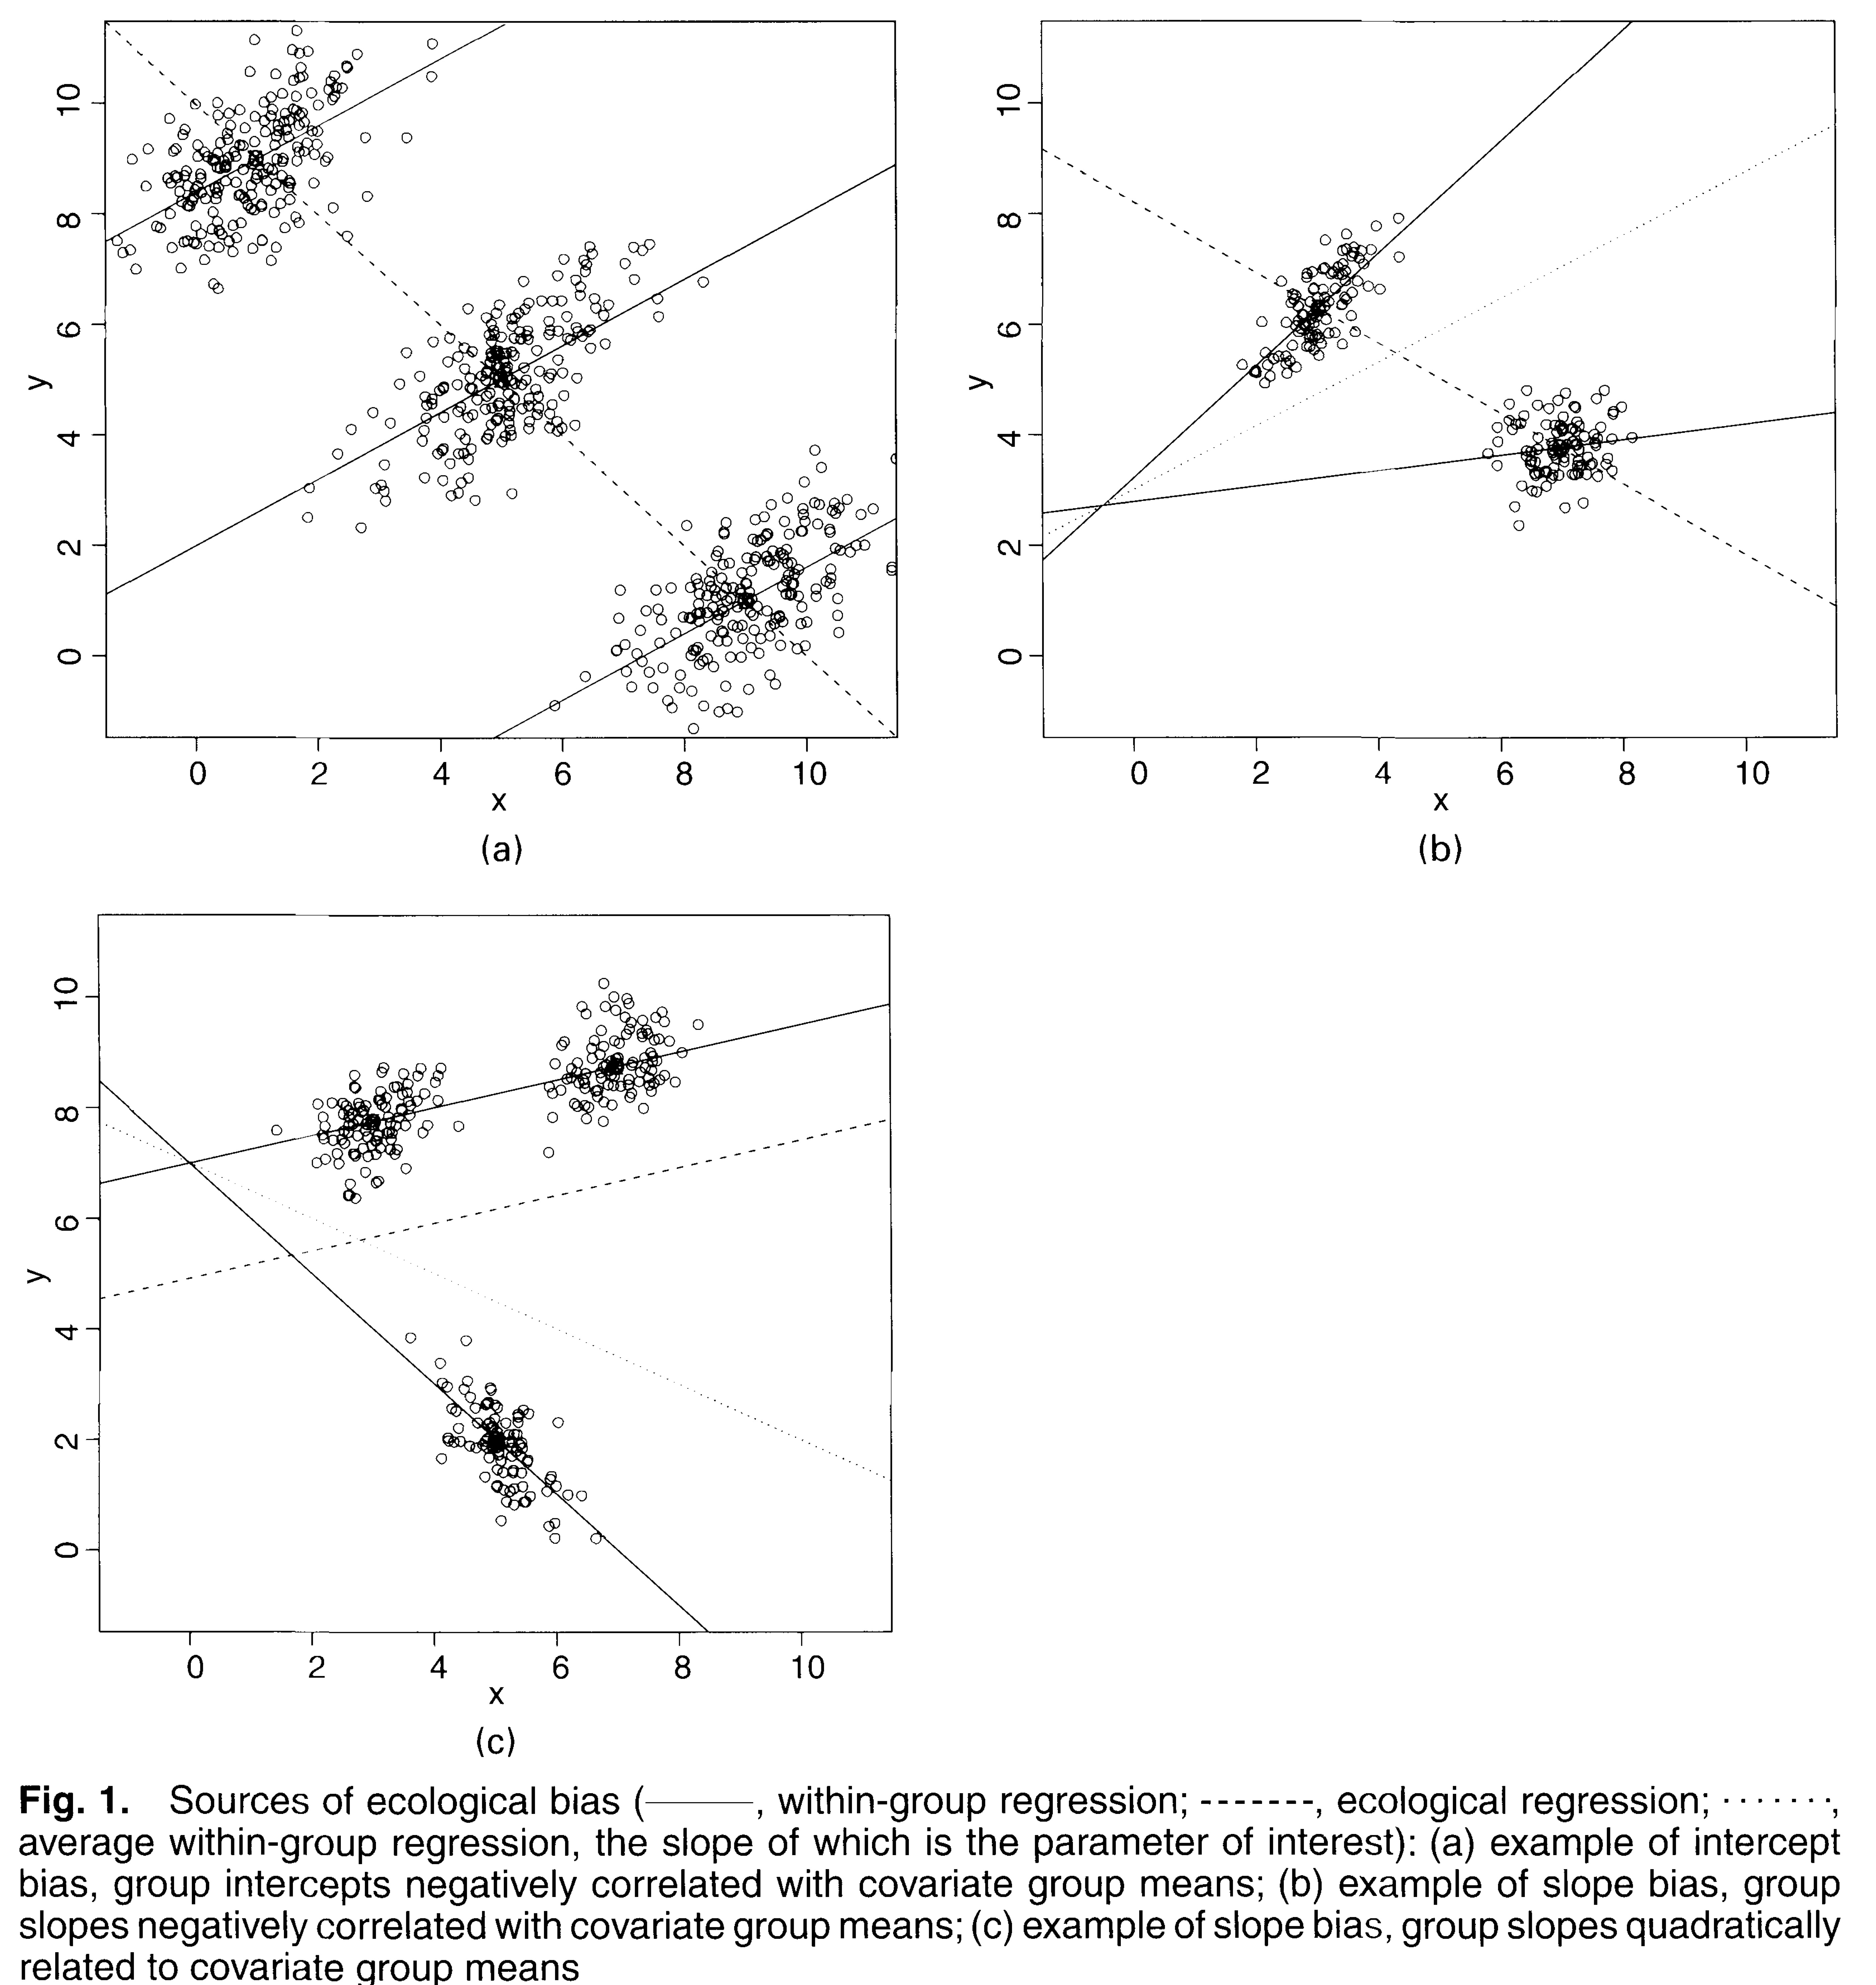 10
8
6
4
2
0
y
0 2 4 6 8 10
x
(a)
10
8
6
4
2
0
y
0 2 4 6 8 10
x
(b)
10
8
6
4
2
0
y
0 2 4 6 8 10
x
(c)
Fig. 1. Sources of ecological bias (———, within-group regression; -------, ecological regression; ·······,
average within-group regression, the slope of which is the parameter of interest): (a) example of intercept
bias, group intercepts negatively correlated with covariate group means; (b) example of slope bias, group
slopes negatively correlated with covariate group means; (c) example of slope bias, group slopes quadratically
related to covariate group means